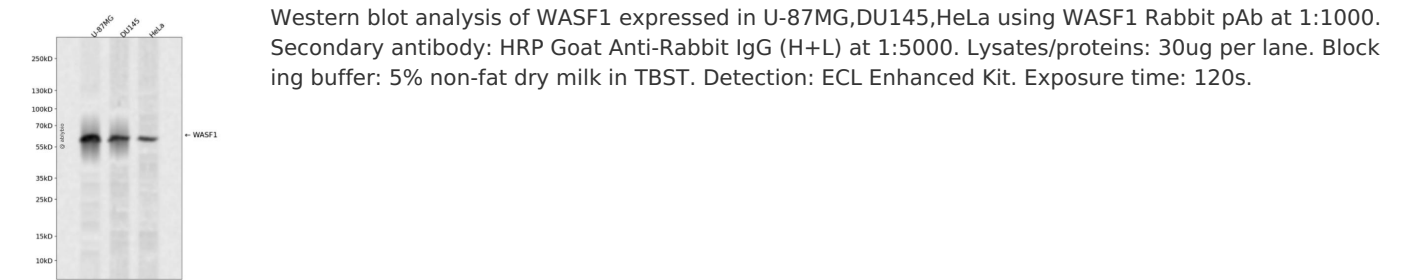 U-87MG
DU145
HeLa
250kD
130kD
100kD
70kD
55kD
35kD
25kD
15kD
10kD
← WASF1
Western blot analysis of WASF1 expressed in U-87MG,DU145,HeLa using WASF1 Rabbit pAb at 1:1000.
Secondary antibody: HRP Goat Anti-Rabbit IgG (H+L) at 1:5000. Lysates/proteins: 30ug per lane. Block
ing buffer: 5% non-fat dry milk in TBST. Detection: ECL Enhanced Kit. Exposure time: 120s.